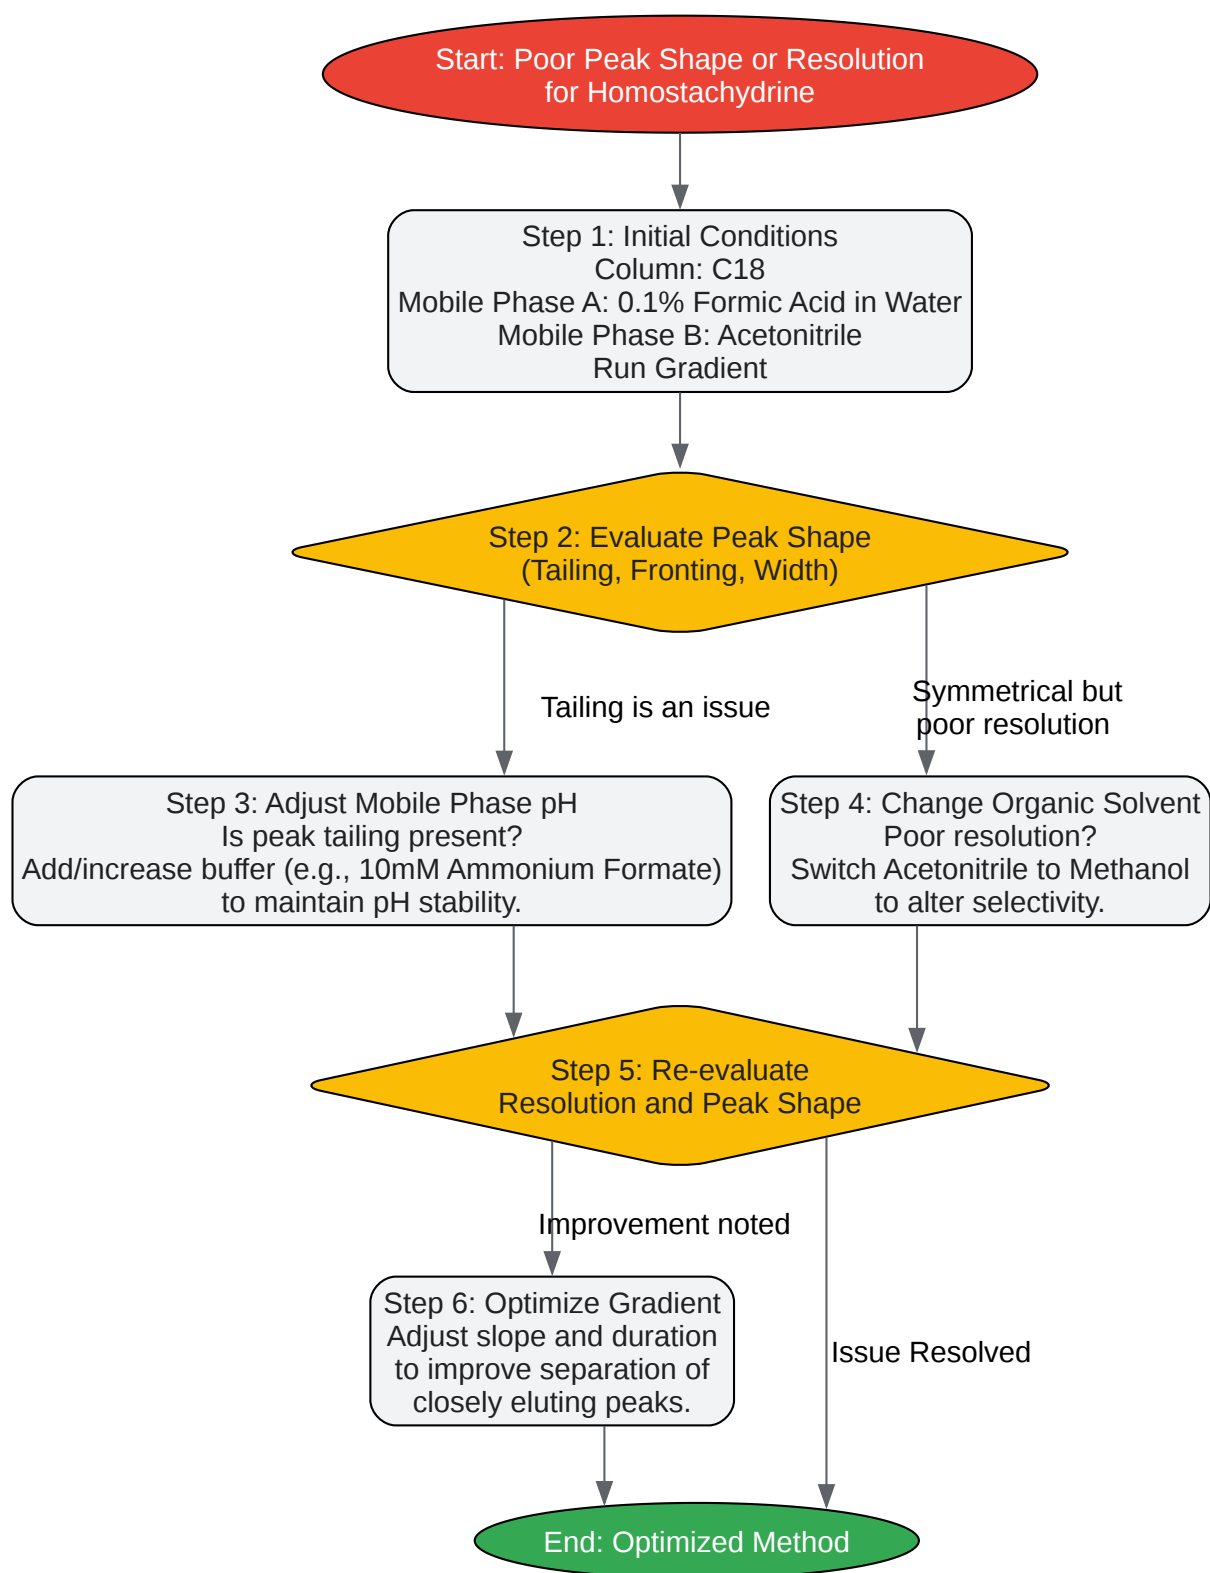 Start: Poor Peak Shape or Resolution
for Homostachydrine
Step 1: Initial Conditions
Column: C18
Mobile Phase A: 0.1% Formic Acid in Water
Mobile Phase B: Acetonitrile
Run Gradient
Step 2: Evaluate Peak Shape
(Tailing, Fronting, Width)
Tailing is an issue
Symmetrical but
poor resolution
Step 3: Adjust Mobile Phase pH
Is peak tailing present?
Add/increase buffer (e.g., 10mM Ammonium Formate)
to maintain pH stability.
Step 4: Change Organic Solvent
Poor resolution?
Switch Acetonitrile to Methanol
to alter selectivity.
Step 5: Re-evaluate
Resolution and Peak Shape
Improvement noted
Step 6: Optimize Gradient
Adjust slope and duration
to improve separation of
closely eluting peaks.
Issue Resolved
End: Optimized Method